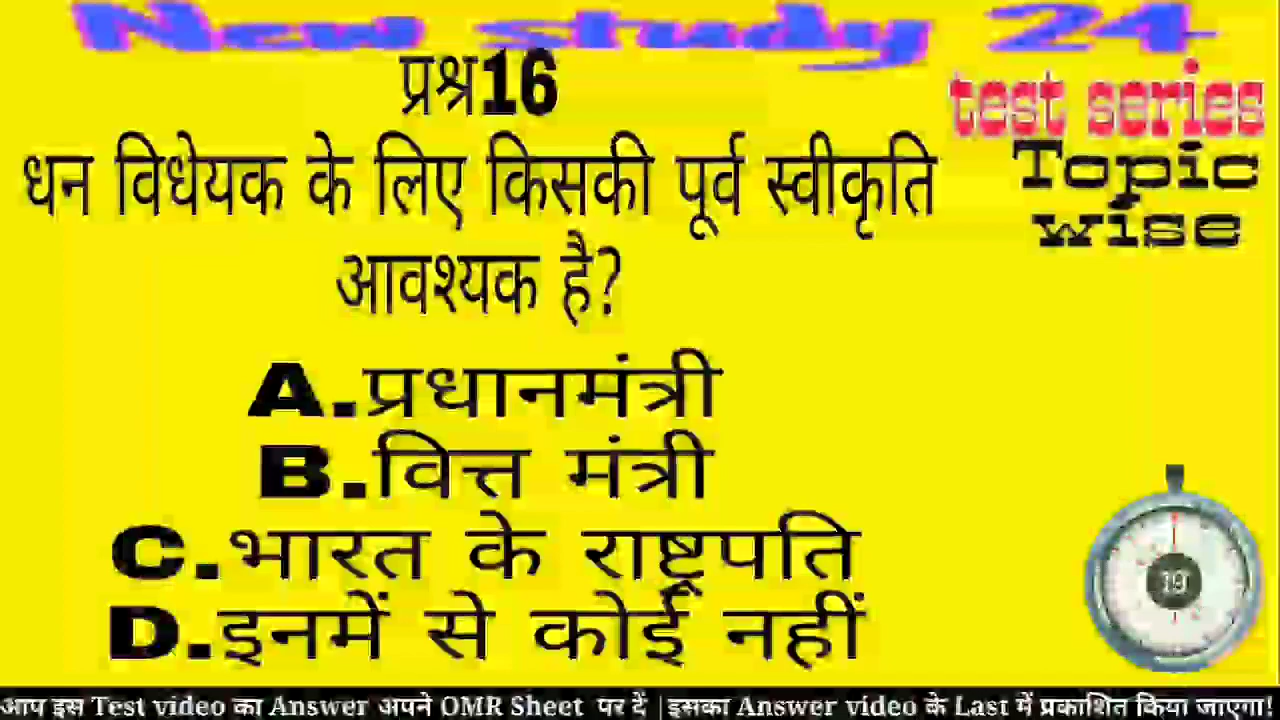 New study 24
test series
Topic
wise
प्रश्न16
धन विधेयक के लिए किसकी पूर्व स्वीकृति
आवश्यक है?
A.प्रधानमंत्री
B.वित्त मंत्री
C.भारत के राष्ट्रपति
D.इनमें से कोई नहीं
19
आप इस Test video का Answer अपने OMR Sheet पर दें |इसका Answer video के Last में प्रकाशित किया जाएगा!